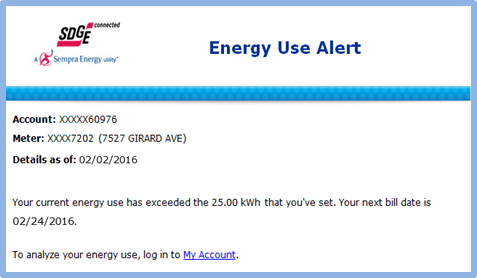 SDGE connected
A Sempra Energy utility
Energy Use Alert
Account: XXXXX60976
Meter: XXXX7202 (7527 GIRARD AVE)
Details as of: 02/02/2016
Your current energy use has exceeded the 25.00 kWh that you've set. Your next bill date is
02/24/2016.
To analyze your energy use, log in to My Account.